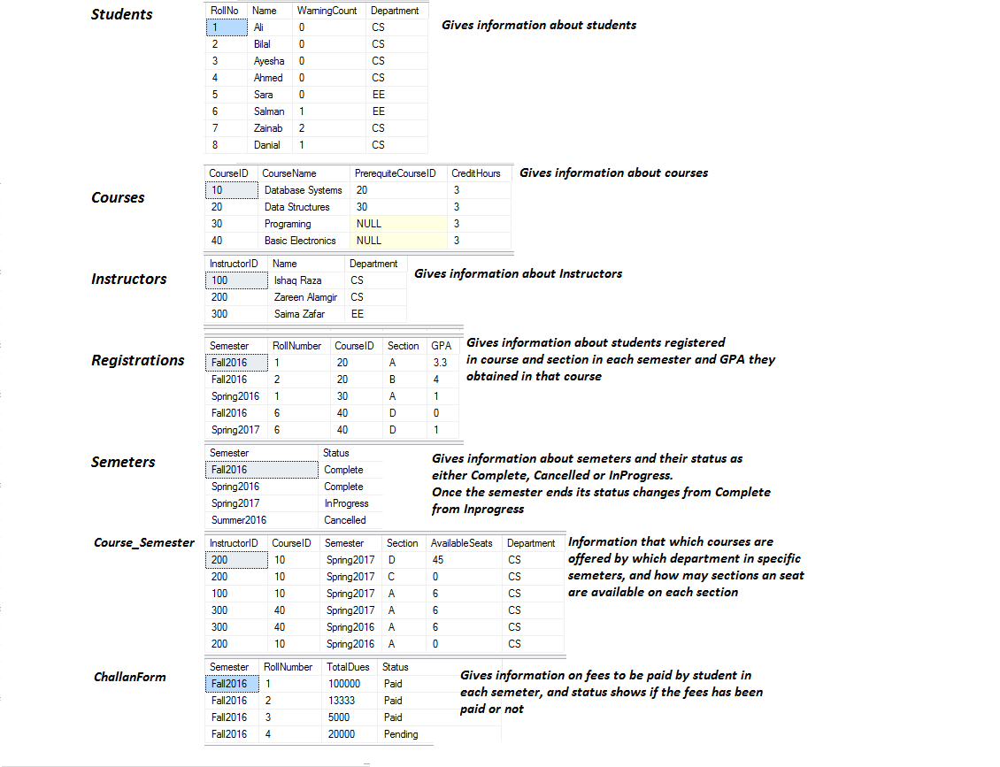 Students
RollNo Name WarningCount Department
1 Ali 0 CS
2 Bilal 0 CS
3 Ayesha 0 CS
4 Ahmed 0 CS
5 Sara 0 EE
6 Salman 1 EE
7 Zainab 2 CS
8 Danial 1 CS
Gives information about students
Courses
CourseID CourseName PrerequiteCourseID CreditHours
10 Database Systems 20 3
20 Data Structures 30 3
30 Programing NULL 3
40 Basic Electronics NULL 3
Gives information about courses
Instructors
InstructorID Name Department
100 Ishaq Raza CS
200 Zareen Alamgir CS
300 Saima Zafar EE
Gives information about Instructors
Registrations
Semester RollNumber CourseID Section GPA
Fall2016 1 20 A 3.3
Fall2016 2 20 B 4
Spring2016 1 30 A 1
Fall2016 6 40 D 0
Spring2017 6 40 D 1
Gives information about students registered
in course and section in each semester and GPA they
obtained in that course
Semeters
Semester Status
Fall2016 Complete
Spring2016 Complete
Spring2017 InProgress
Summer2016 Cancelled
Gives information about semeters and their status as
either Complete, Cancelled or InProgress.
Once the semester ends its status changes from Complete
from Inprogress
Course_Semester
InstructorID CourseID Semester Section AvailableSeats Department
200 10 Spring2017 D 45 CS
200 10 Spring2017 C 0 CS
100 10 Spring2017 A 6 CS
300 40 Spring2017 A 6 CS
300 40 Spring2016 A 6 CS
200 10 Spring2016 A 0 CS
Information that which courses are
offered by which department in specific
semeters, and how may sections an seat
are available on each section
ChallanForm
Semester RollNumber TotalDues Status
Fall2016 1 100000 Paid
Fall2016 2 13333 Paid
Fall2016 3 5000 Paid
Fall2016 4 20000 Pending
Gives information on fees to be paid by student in
each semeter, and status shows if the fees has been
paid or not